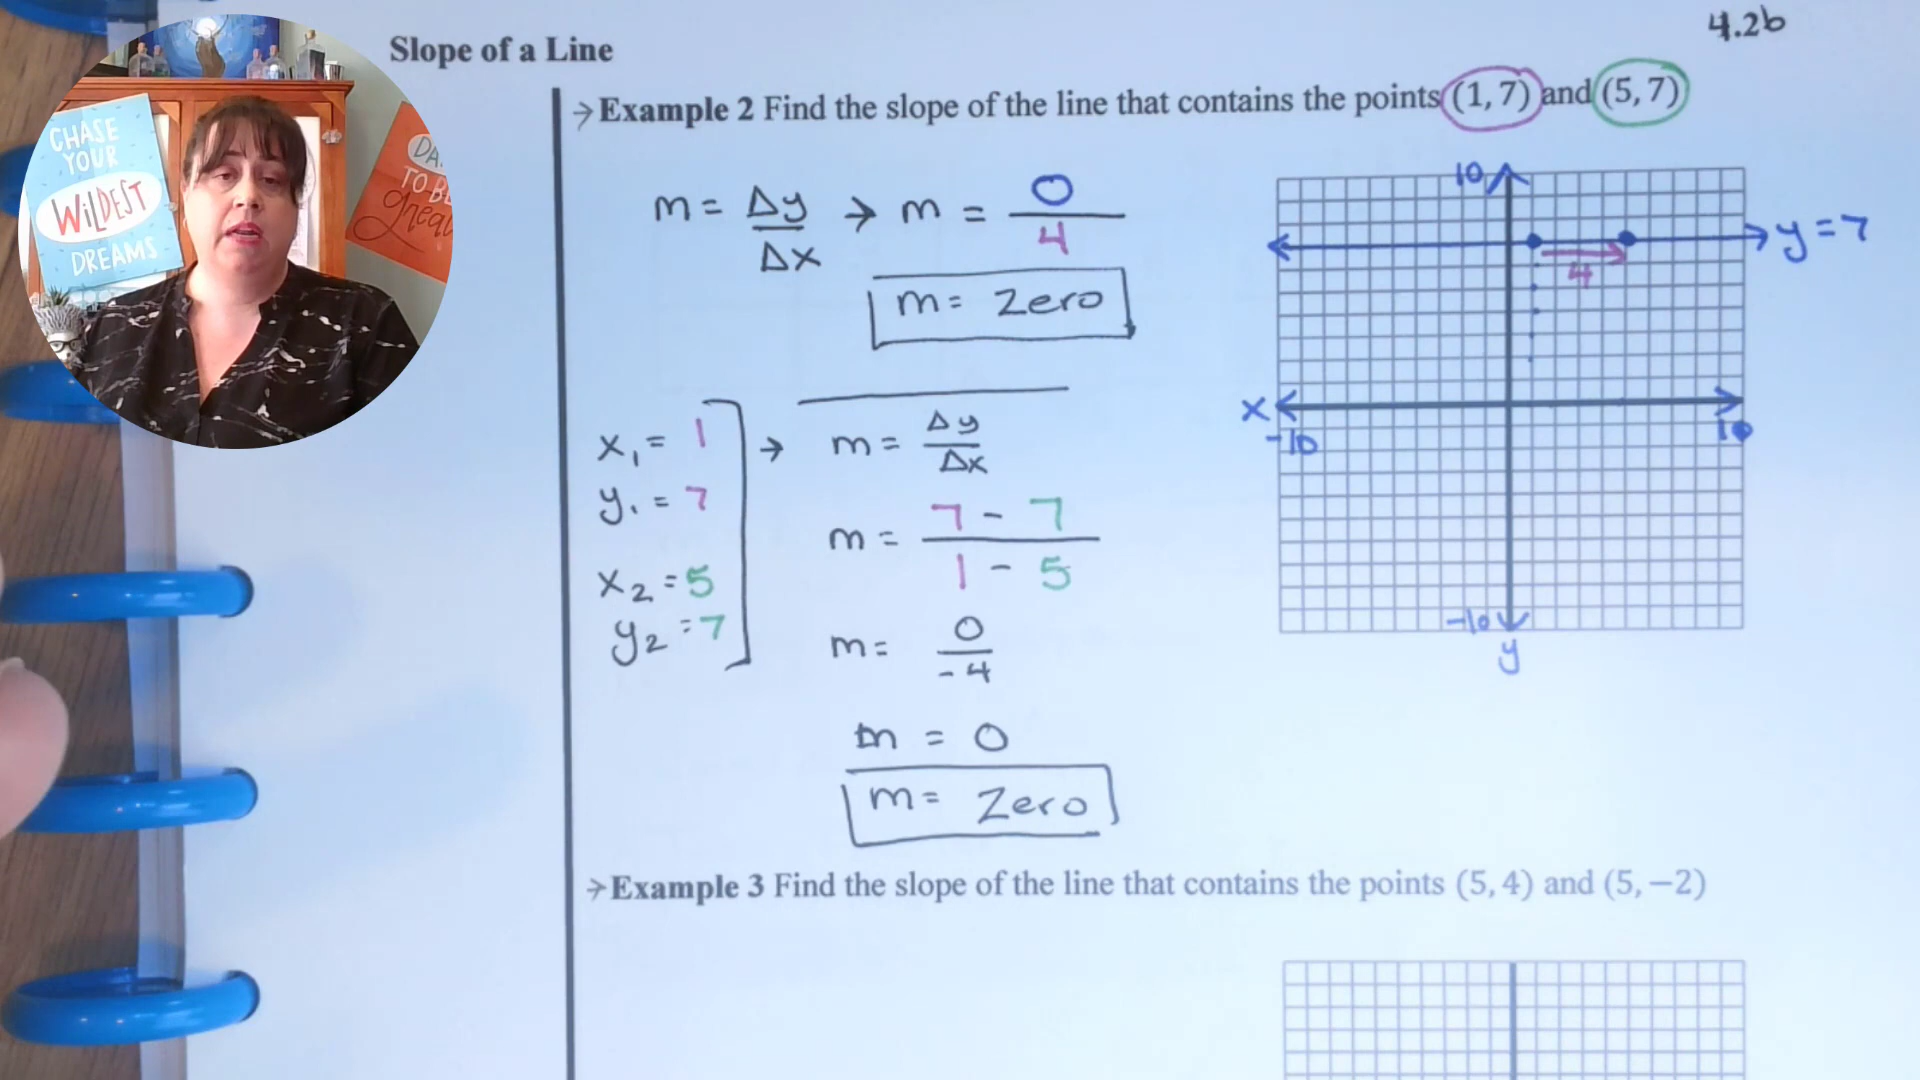 4.2b
Slope of a Line
→ Example 2 Find the slope of the line that contains the points (1, 7) and (5, 7)
CHASE
YOUR
WiLDEST
DREAMS
TO BE
great
m = Δy/Δx → m = 0/4
m = Zero
x₁ = 1
y₁ = 7
x₂ = 5
y₂ = 7
→ m = Δy/Δx
m = 7 - 7 / 1 - 5
m = 0/-4
m = 0
m = Zero
10
y = 7
4
x
-10
10
-10
y
→ Example 3 Find the slope of the line that contains the points (5, 4) and (5, −2)